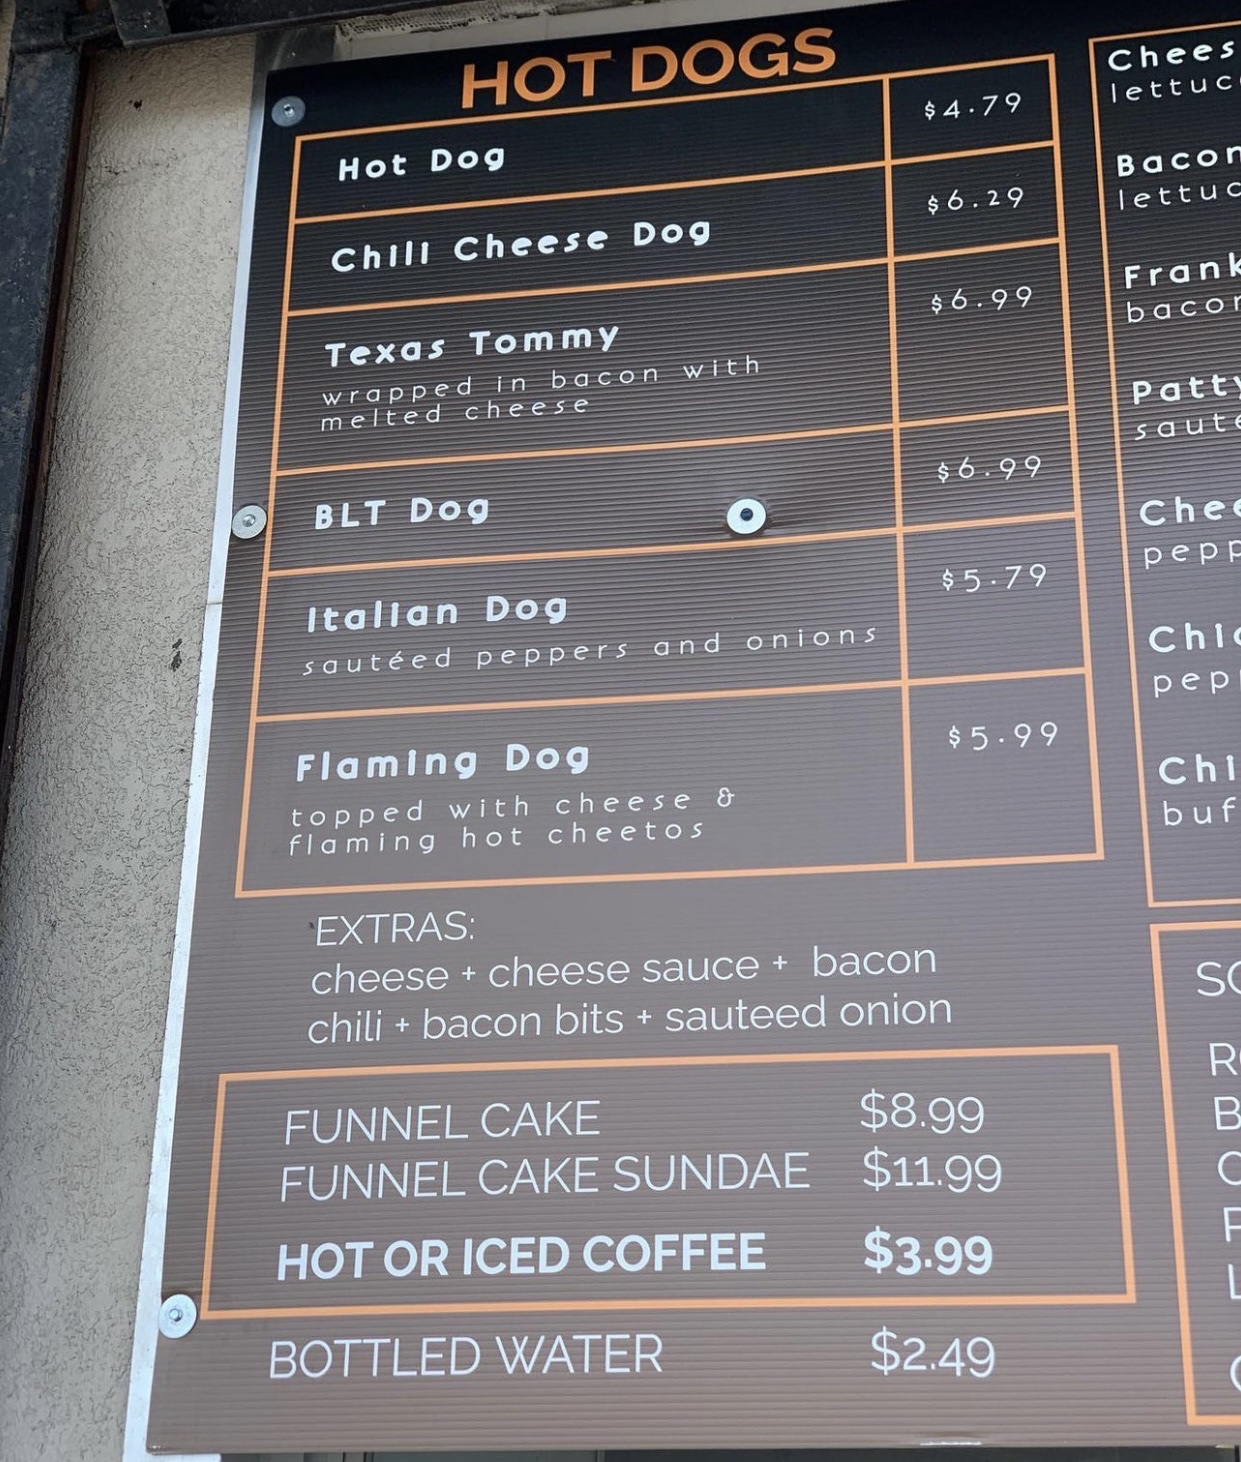 HOT DOGS
Hot Dog $4.79
Chili Cheese Dog $6.29
Texas Tommy $6.99
wrapped in bacon with
melted cheese
BLT Dog $6.99
Italian Dog $5.79
sautéed peppers and onions
Flaming Dog $5.99
topped with cheese &
flaming hot cheetos
EXTRAS:
cheese + cheese sauce + bacon
chili + bacon bits + sauteed onion
FUNNEL CAKE $8.99
FUNNEL CAKE SUNDAE $11.99
HOT OR ICED COFFEE $3.99
BOTTLED WATER $2.49
Bacon